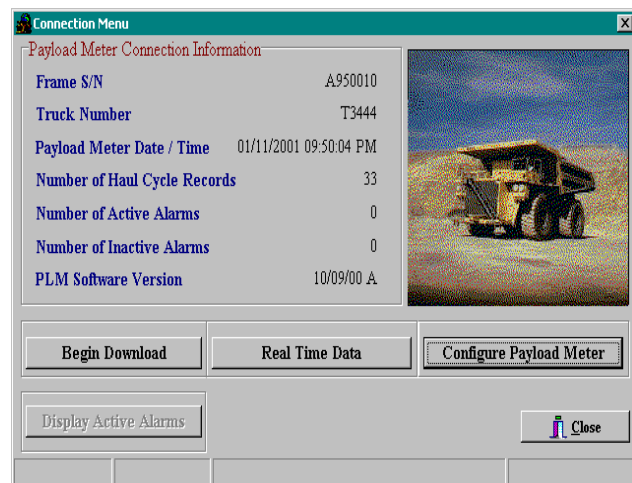 Connection Menu
Payload Meter Connection Information
Frame S/N A950010
Truck Number T3444
Payload Meter Date / Time 01/11/2001 09:50:04 PM
Number of Haul Cycle Records 33
Number of Active Alarms 0
Number of Inactive Alarms 0
PLM Software Version 10/09/00 A
Begin Download Real Time Data Configure Payload Meter
Display Active Alarms Close